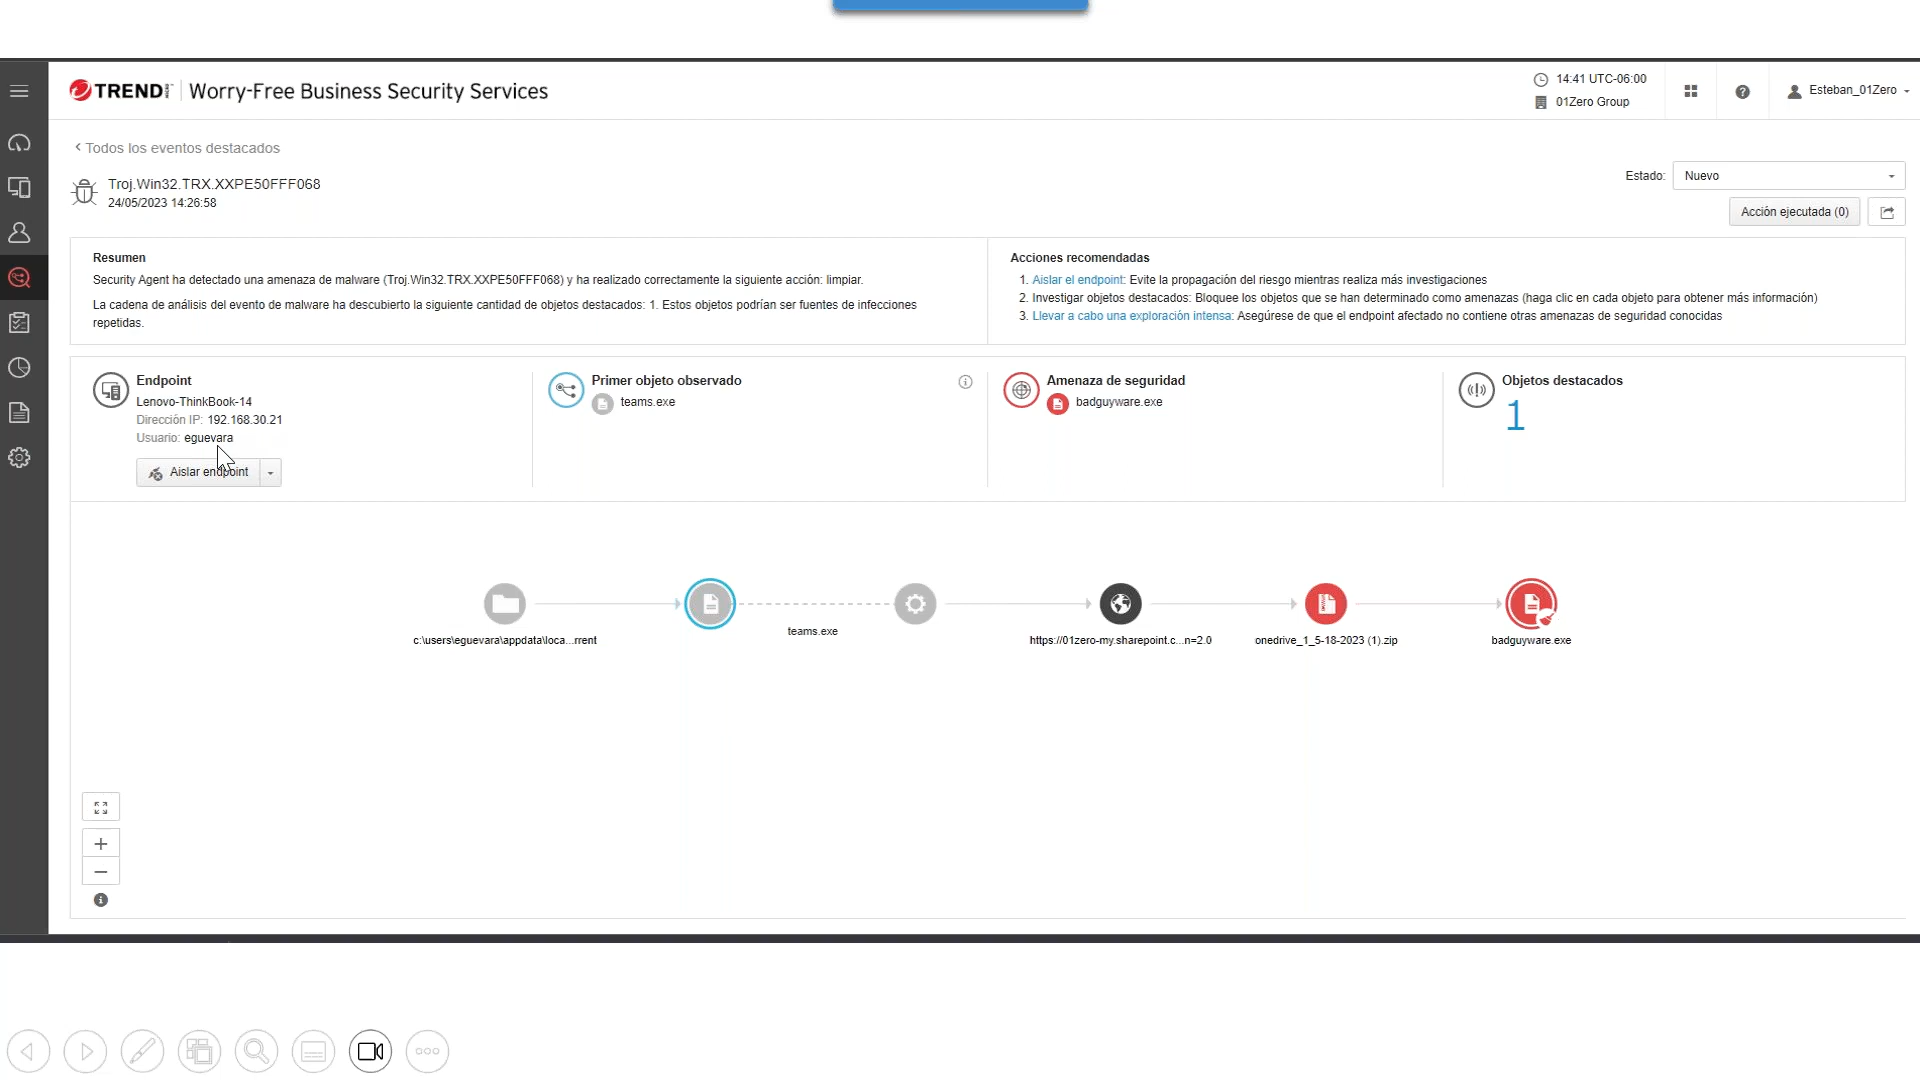 TREND MICRO | Worry-Free Business Security Services
14:41 UTC-06:00
01Zero Group
Esteban_01Zero
Todos los eventos destacados
Troj.Win32.TRX.XXPE50FFF068
24/05/2023 14:26:58
Estado: Nuevo
Acción ejecutada (0)
Resumen
Security Agent ha detectado una amenaza de malware (Troj.Win32.TRX.XXPE50FFF068) y ha realizado correctamente la siguiente acción: limpiar.
La cadena de análisis del evento de malware ha descubierto la siguiente cantidad de objetos destacados: 1. Estos objetos podrían ser fuentes de infecciones
repetidas.
Acciones recomendadas
1. Aislar el endpoint: Evite la propagación del riesgo mientras realiza más investigaciones
2. Investigar objetos destacados: Bloquee los objetos que se han determinado como amenazas (haga clic en cada objeto para obtener más información)
3. Llevar a cabo una exploración intensa: Asegúrese de que el endpoint afectado no contiene otras amenazas de seguridad conocidas
Endpoint
Lenovo-ThinkBook-14
Dirección IP: 192.168.30.21
Usuario: eguevara
Aislar endpoint
Primer objeto observado
teams.exe
Amenaza de seguridad
badguyware.exe
Objetos destacados
1
c:\users\eguevara\appdata\loca...rrent
teams.exe
https://01zero-my.sharepoint.c...n=2.0
onedrive_1_5-18-2023 (1).zip
badguyware.exe